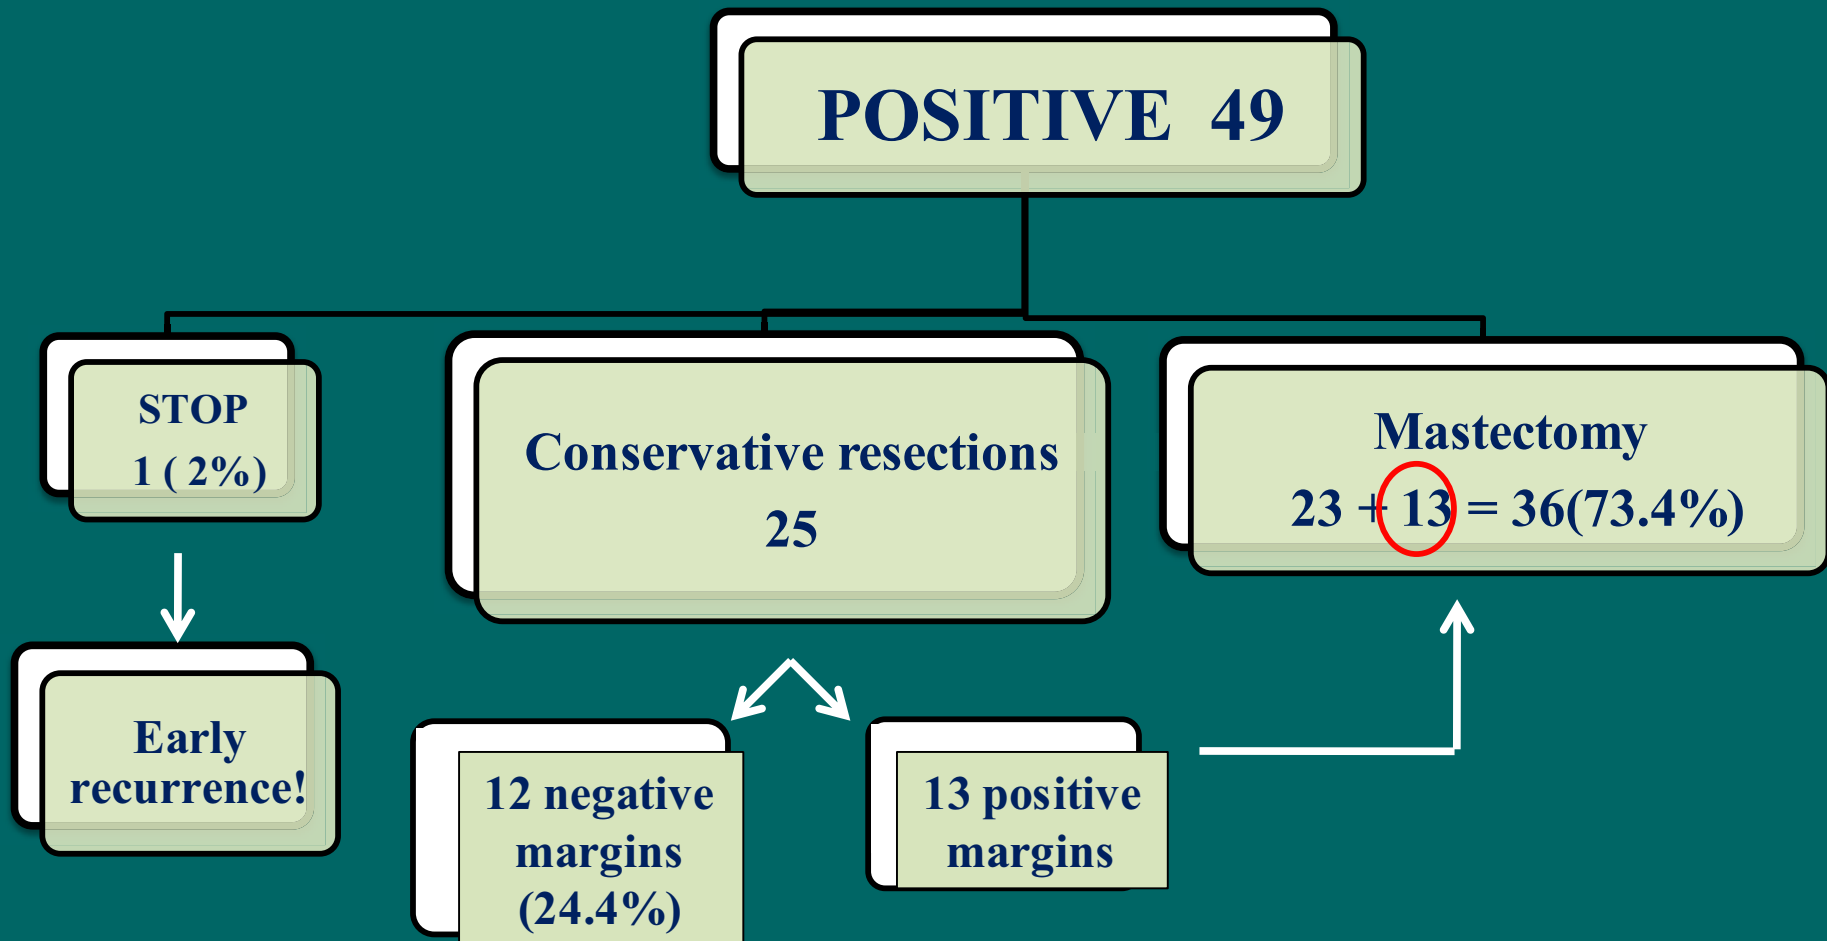 POSITIVE 49
STOP
1 ( 2%)
Conservative resections
25
Mastectomy
23 + 13 = 36(73.4%)
Early
recurrence!
12 negative
margins
(24.4%)
13 positive
margins